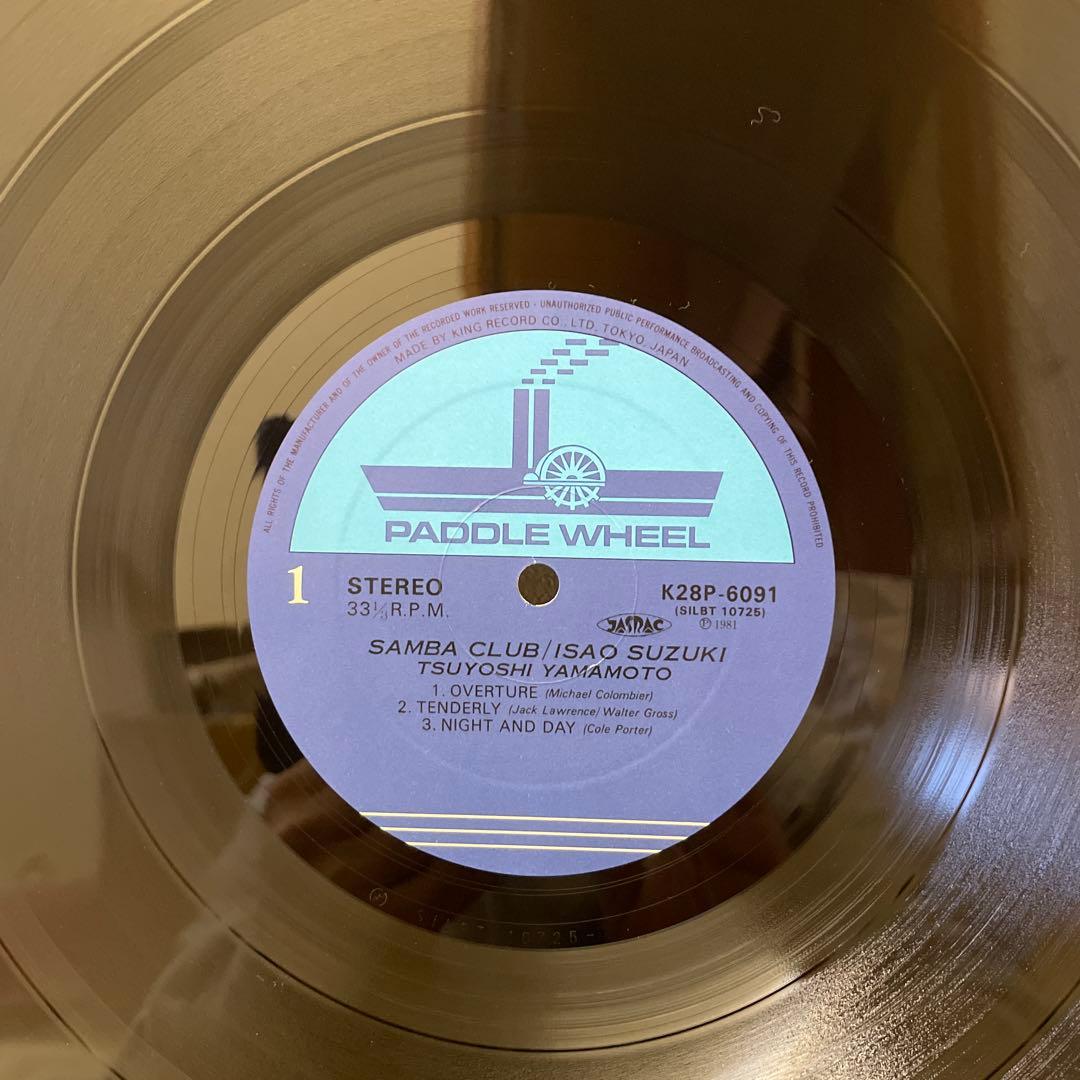 ALL RIGHTS OF THE MANUFACTURER AND OF THE OWNER OF THE RECORDED WORK RESERVED · UNAUTHORIZED PUBLIC PERFORMANCE BROADCASTING AND COPYING OF THIS RECORD PROHIBITED
MADE BY KING RECORD CO., LTD. TOKYO, JAPAN
PADDLE WHEEL
1
STEREO
33⅓ R.P.M.
K28P-6091
(SILBT 10725)
JASRAC
Ⓟ 1981
SAMBA CLUB/ISAO SUZUKI
TSUYOSHI YAMAMOTO
1. OVERTURE (Michael Colombier)
2. TENDERLY (Jack Lawrence/Walter Gross)
3. NIGHT AND DAY (Cole Porter)